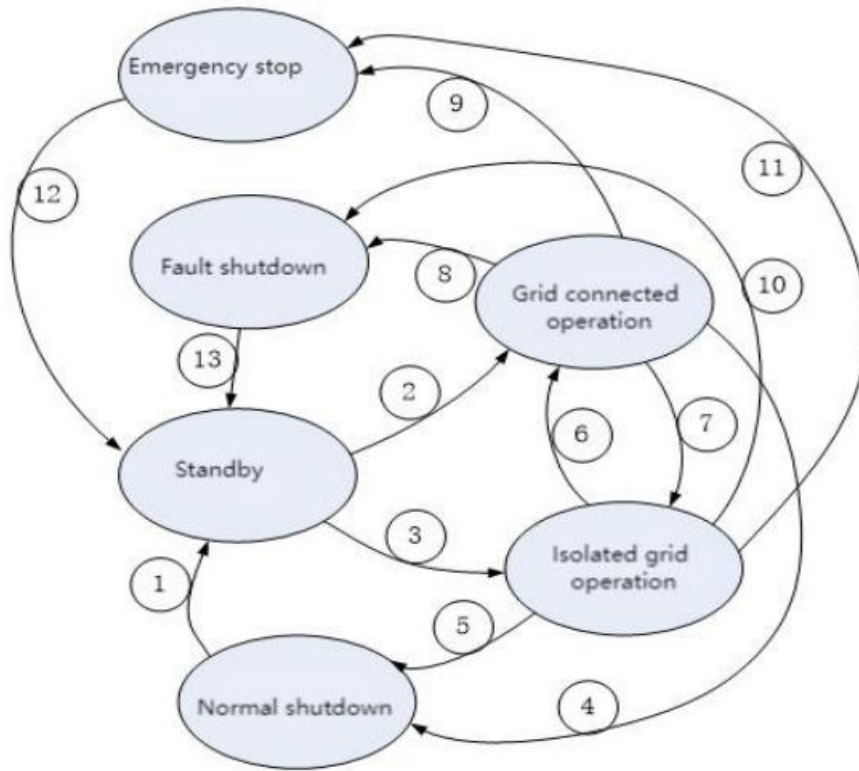 Emergency stop
9
11
12
Fault shutdown
8
Grid connected
operation
10
13
2
6
7
Standby
3
Isolated grid
operation
1
5
Normal shutdown
4